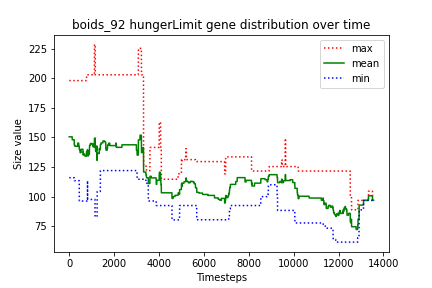 boids_92 hungerLimit gene distribution over time
max
mean
min
Size value
225
200
175
150
125
100
75
0
2000
4000
6000
8000
10000
12000
14000
Timesteps